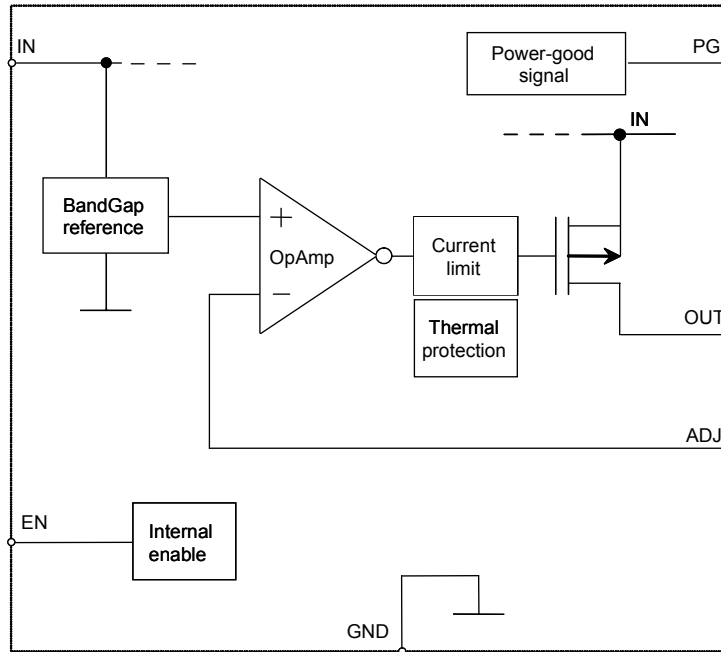 IN
Power-good
signal
PG
IN
BandGap
reference
+
OpAmp
−
Current
limit
Thermal
protection
OUT
ADJ
EN
Internal
enable
GND